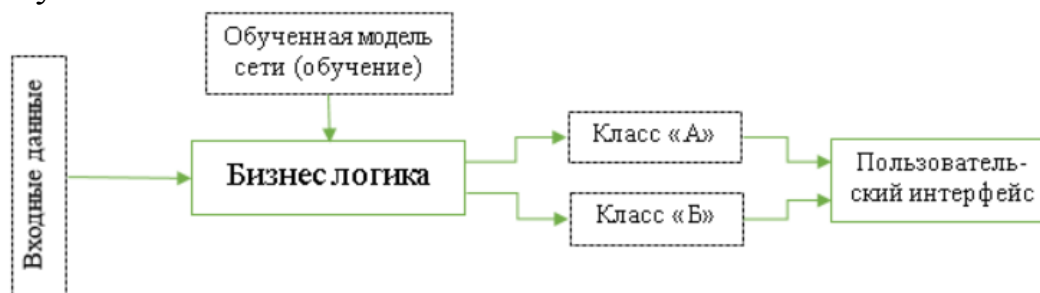 Входные данные
Обученная модель
сети (обучение)
Бизнес логика
Класс «А»
Класс «Б»
Пользователь-
ский интерфейс